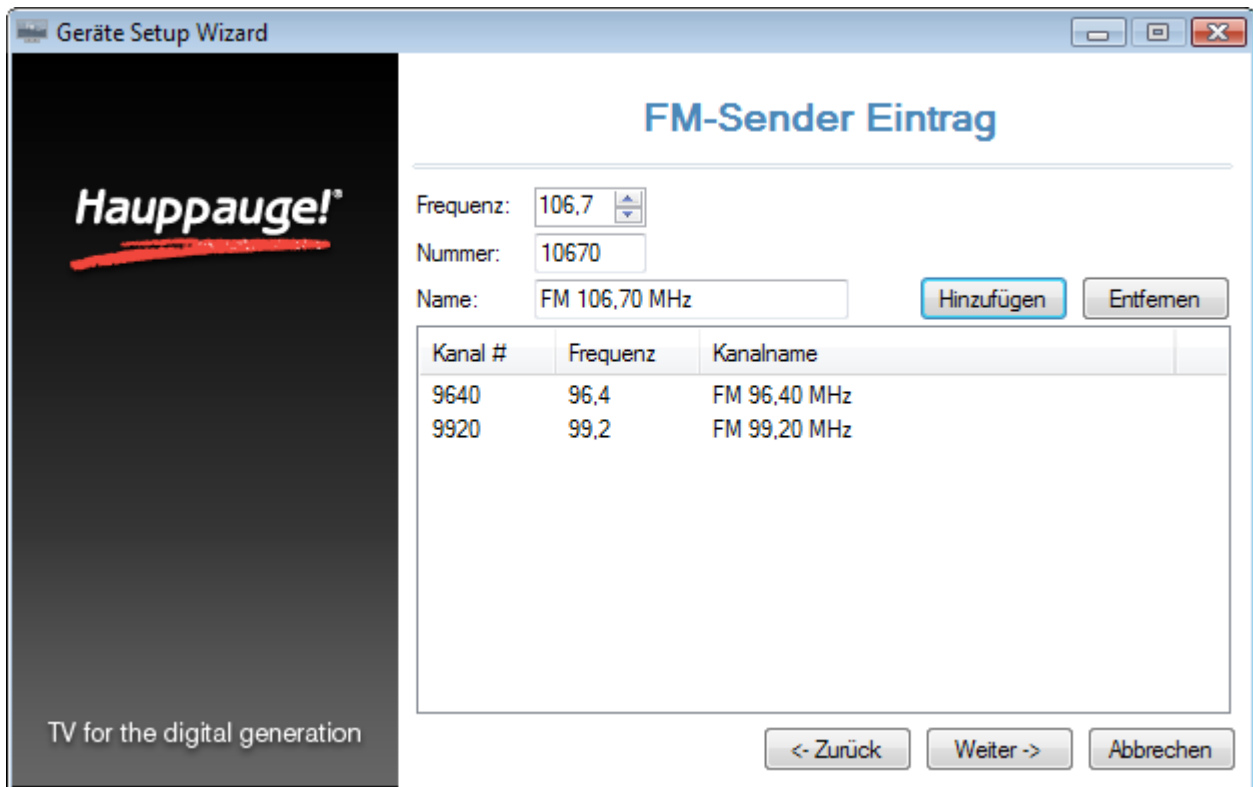 Geräte Setup Wizard
Hauppauge!®
TV for the digital generation
FM-Sender Eintrag
Frequenz: 106,7
Nummer: 10670
Name: FM 106,70 MHz Hinzufügen Entfernen
Kanal # Frequenz Kanalname
9640 96,4 FM 96,40 MHz
9920 99,2 FM 99,20 MHz
<- Zurück Weiter -> Abbrechen